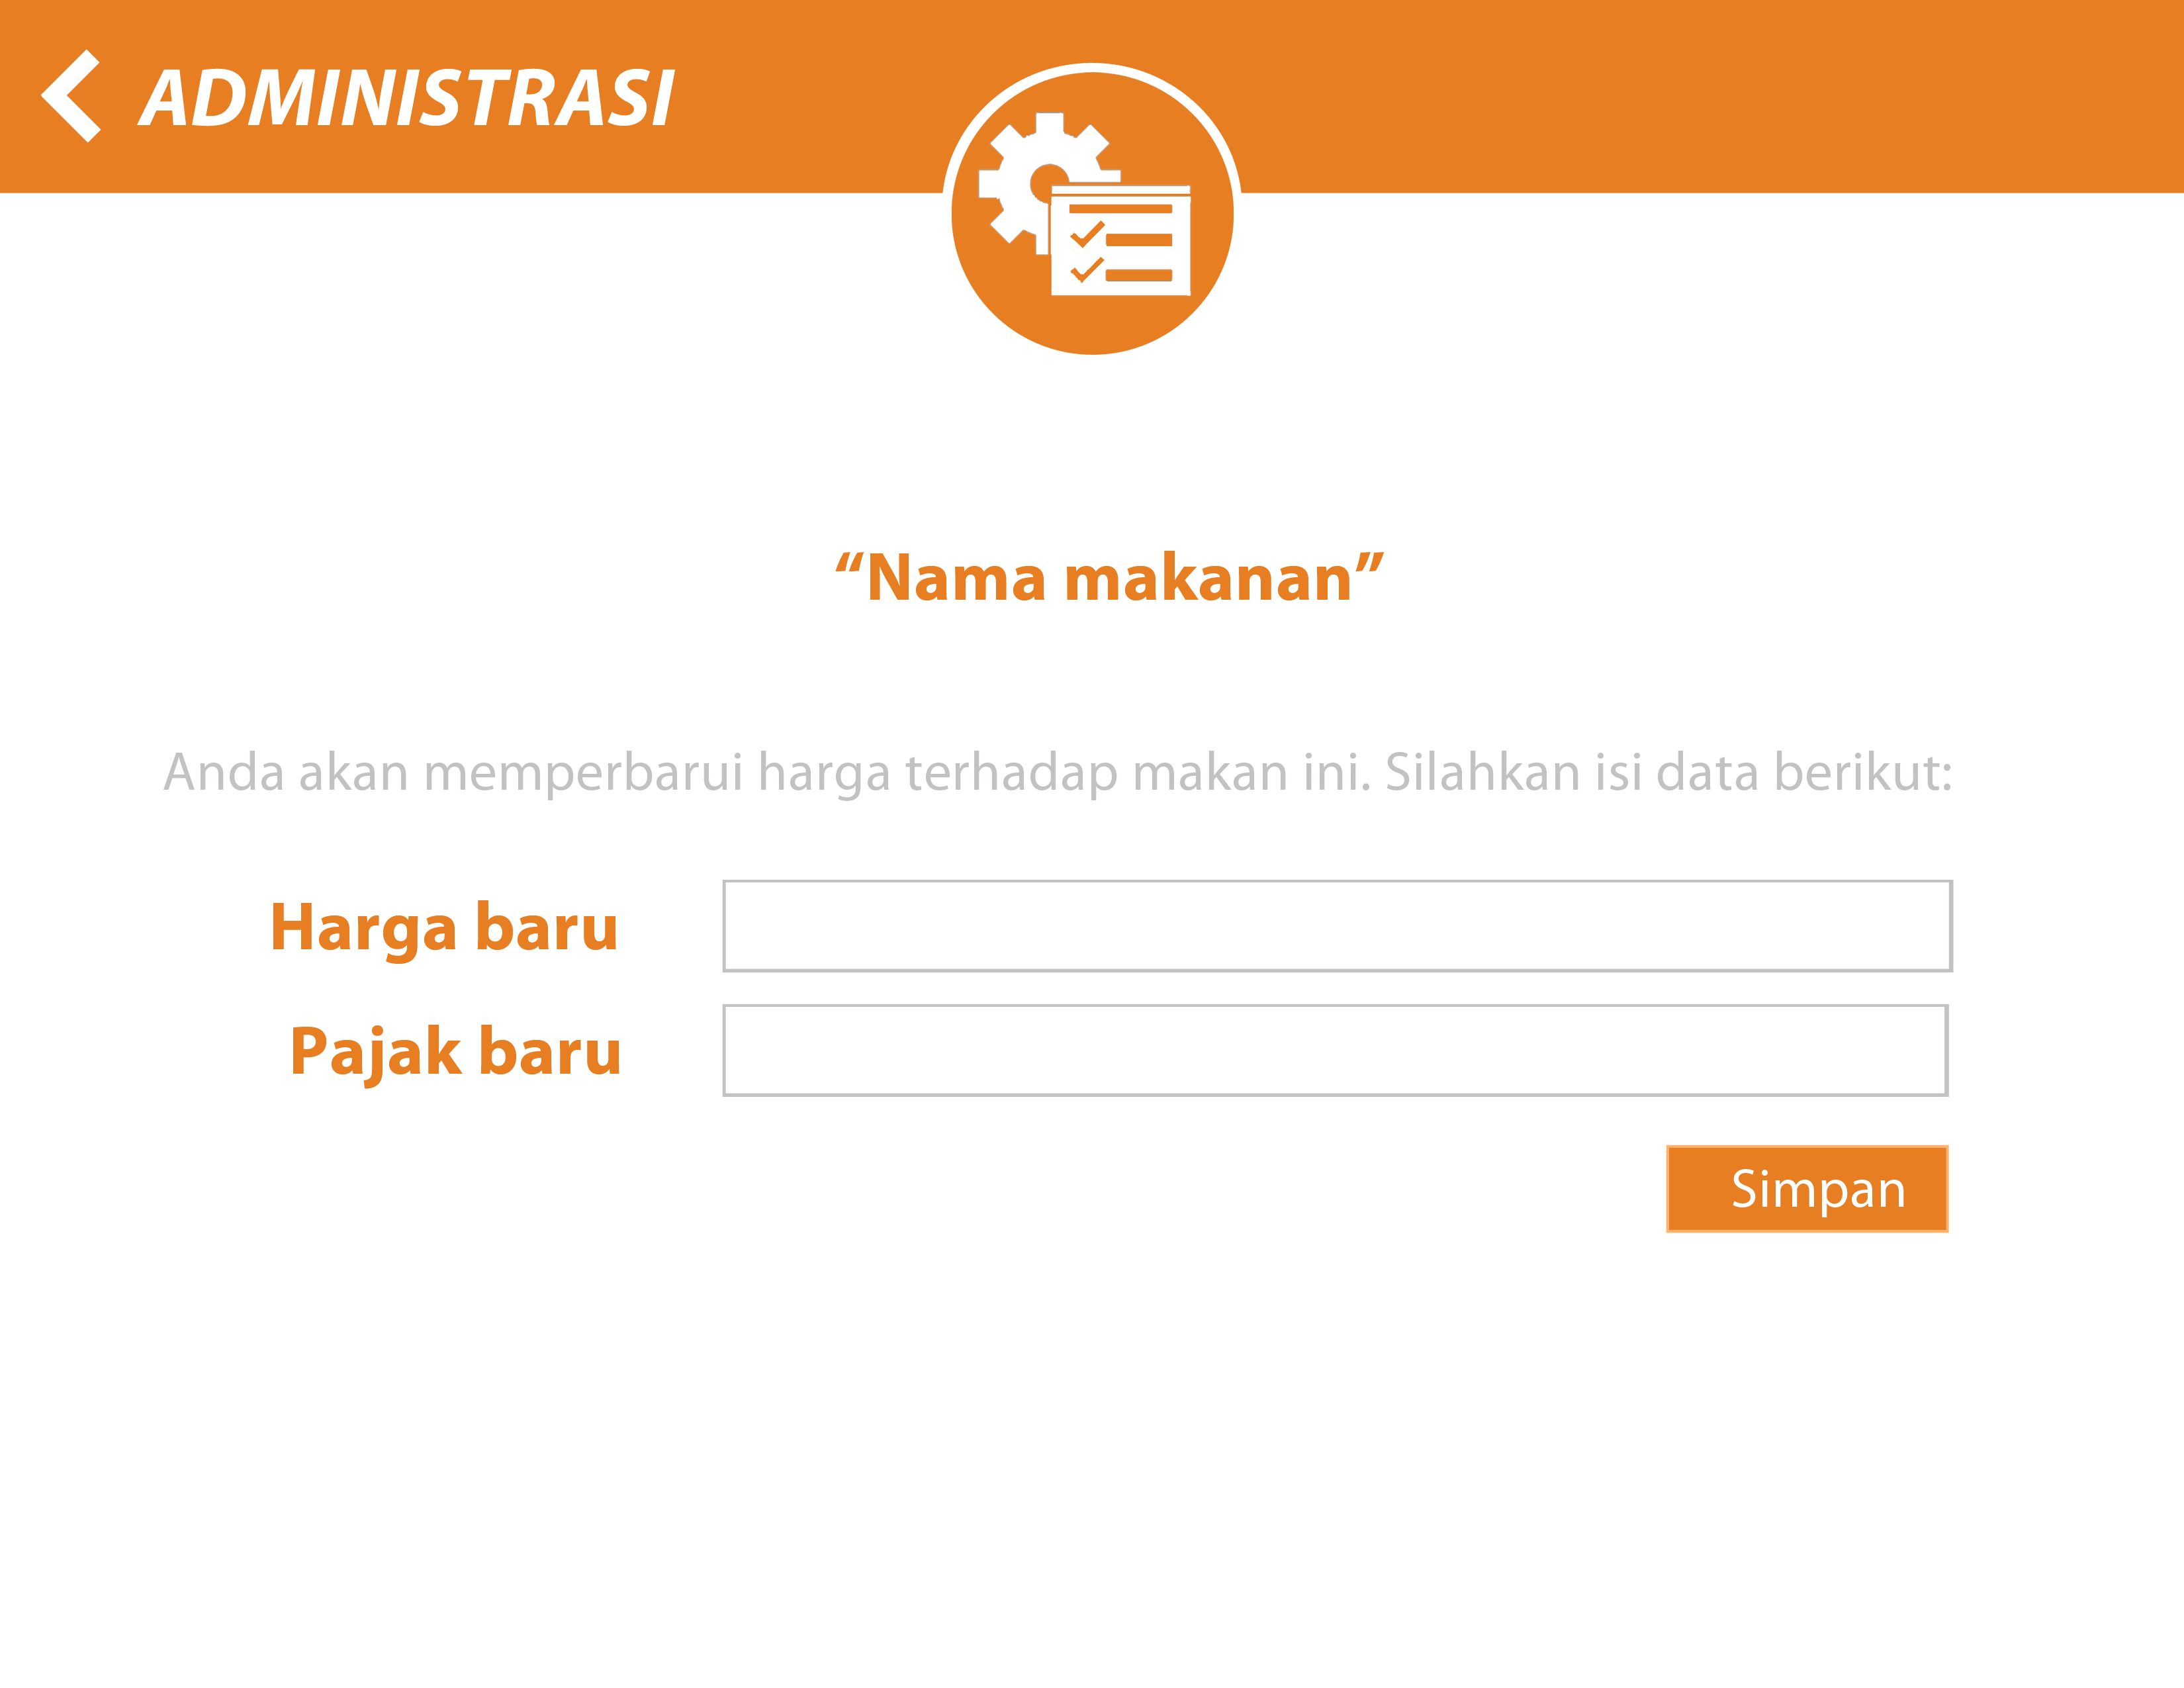 ADMINISTRASI
“Nama makanan”
Anda akan memperbarui harga terhadap makan ini. Silahkan isi data berikut:
Harga baru
Pajak baru
Simpan